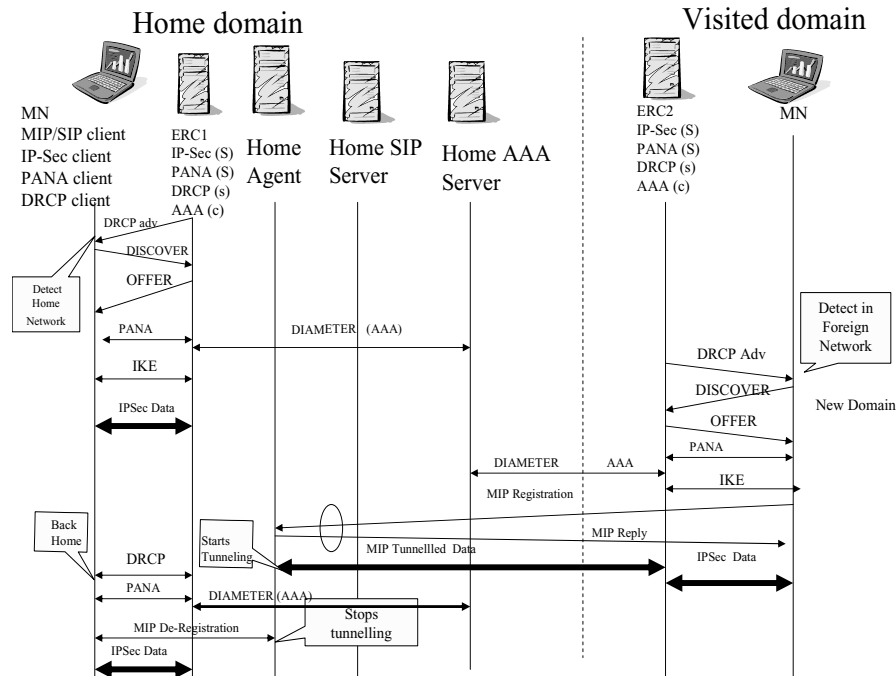 Home domain
Visited domain
MN
MIP/SIP client
IP-Sec client
PANA client
DRCP client
ERC1
IP-Sec (S)
PANA (S)
DRCP (s)
AAA (c)
Home
Agent
Home SIP
Server
Home AAA
Server
ERC2
IP-Sec (S)
PANA (S)
DRCP (s)
AAA (c)
MN
DRCP adv
DISCOVER
OFFER
Detect
Home
Network
PANA
DIAMETER (AAA)
IKE
IPSec Data
Detect in
Foreign
Network
DRCP Adv
DISCOVER
New Domain
OFFER
PANA
DIAMETER AAA
IKE
MIP Registration
Back
Home
Starts
Tunneling
MIP Reply
MIP Tunnellled Data
IPSec Data
DRCP
PANA
DIAMETER (AAA)
Stops
tunnelling
MIP De-Registration
IPSec Data